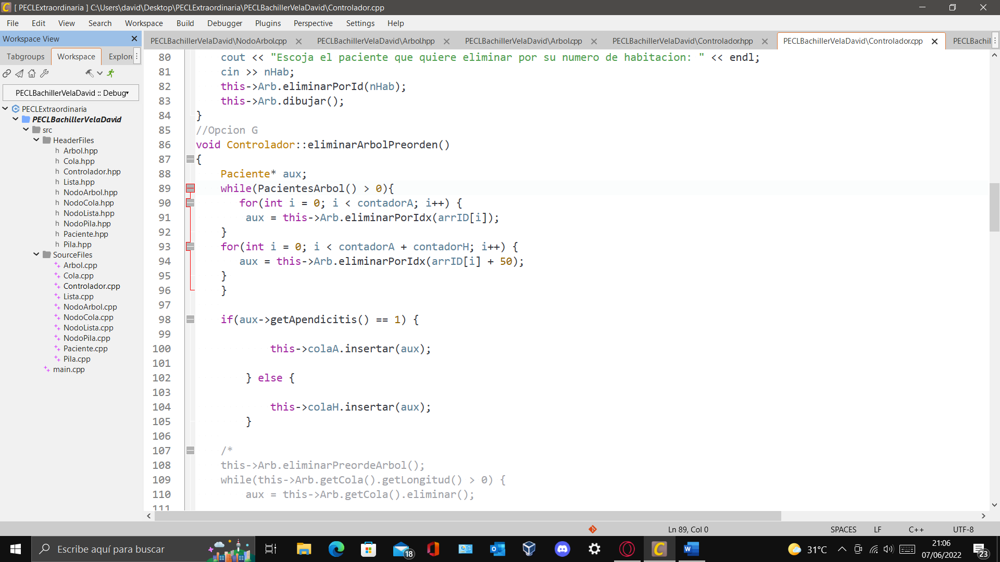 [ PECLExtraordinaria ] C:\Users\david\Desktop\PECLExtraordinaria\PECLBachillerVelaDavid\Controlador.cpp
File Edit View Search Workspace Build Debugger Plugins Perspective Settings Help
Workspace View
Tabgroups Workspace Explore
PECLBachillerVelaDavid :: Debug
PECLExtraordinaria
PECLBachillerVelaDavid
src
HeaderFiles
h Arbol.hpp
h Cola.hpp
h Controlador.hpp
h Lista.hpp
h NodoArbol.hpp
h NodoCola.hpp
h NodoLista.hpp
h NodoPila.hpp
h Paciente.hpp
h Pila.hpp
SourceFiles
Arbol.cpp
Cola.cpp
Controlador.cpp
Lista.cpp
NodoArbol.cpp
NodoCola.cpp
NodoLista.cpp
NodoPila.cpp
Paciente.cpp
Pila.cpp
main.cpp
PECLBachillerVelaDavid\NodoArbol.cpp PECLBachillerVelaDavid\Arbol.hpp PECLBachillerVelaDavid\Arbol.cpp PECLBachillerVelaDavid\Controlador.hpp PECLBachillerVelaDavid\Controlador.cpp PECLBachil
80 cout << "Escoja el paciente que quiere eliminar por su numero de habitacion: " << endl;
81 cin >> nHab;
82 this->Arb.eliminarPorId(nHab);
83 this->Arb.dibujar();
84 }
85 //Opcion G
86 void Controlador::eliminarArbolPreorden()
87 {
88 Paciente* aux;
89 while(PacientesArbol() > 0){
90 for(int i = 0; i < contadorA; i++) {
91 aux = this->Arb.eliminarPorIdx(arrID[i]);
92 }
93 for(int i = 0; i < contadorA + contadorH; i++) {
94 aux = this->Arb.eliminarPorIdx(arrID[i] + 50);
95 }
96 }
97
98 if(aux->getApendicitis() == 1) {
99
100 this->colaA.insertar(aux);
101
102 } else {
103
104 this->colaH.insertar(aux);
105 }
106
107 /*
108 this->Arb.eliminarPreordeArbol();
109 while(this->Arb.getCola().getLongitud() > 0) {
110 aux = this->Arb.getCola().eliminar();
111
Ln 89, Col 0 SPACES LF C++ UTF-8
Escribe aquí para buscar
18
31°C
21:06
07/06/2022
23